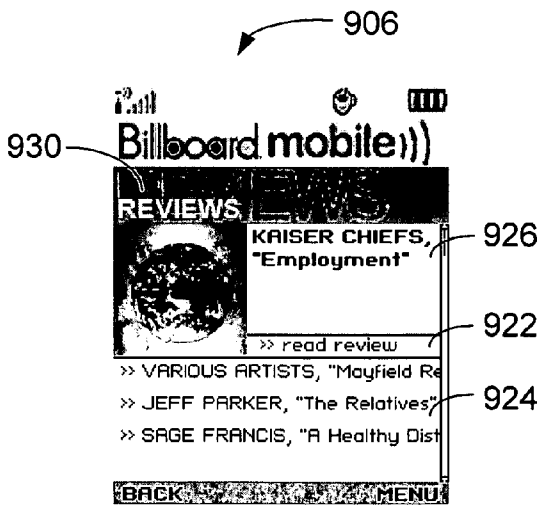 906
Billboard mobile)))
930
REVIEWS
KAISER CHIEFS,
"Employment"
926
922
>> read review
>> VARIOUS ARTISTS, "Mayfield Re
>> JEFF PARKER, "The Relatives"
924
>> SAGE FRANCIS, "A Healthy Dist
BACK MENU